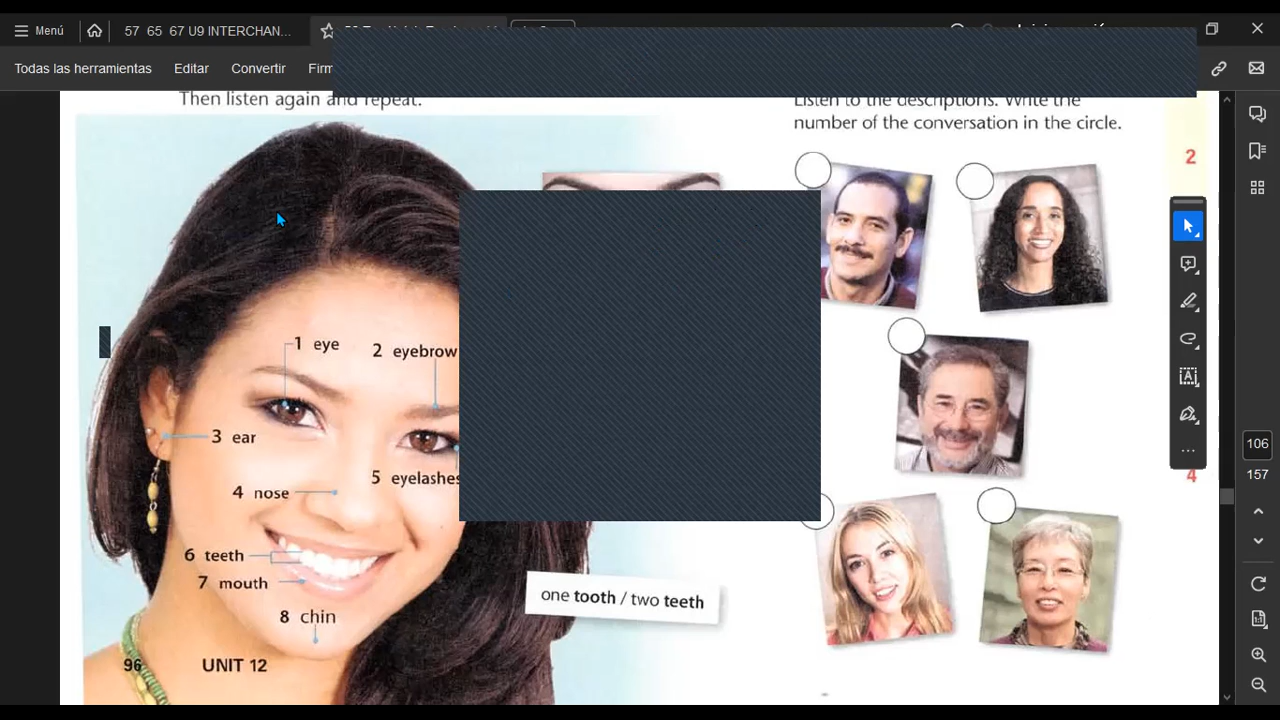 Menú
57 65 67 U9 INTERCHAN...
Todas las herramientas
Editar
Convertir
Then listen again and repeat.
Listen to the descriptions. Write the
number of the conversation in the circle.
2
1 eye
2 eyebrow
3 ear
5 eyelashes
4 nose
6 teeth
7 mouth
8 chin
one tooth / two teeth
96 UNIT 12
4
106
157